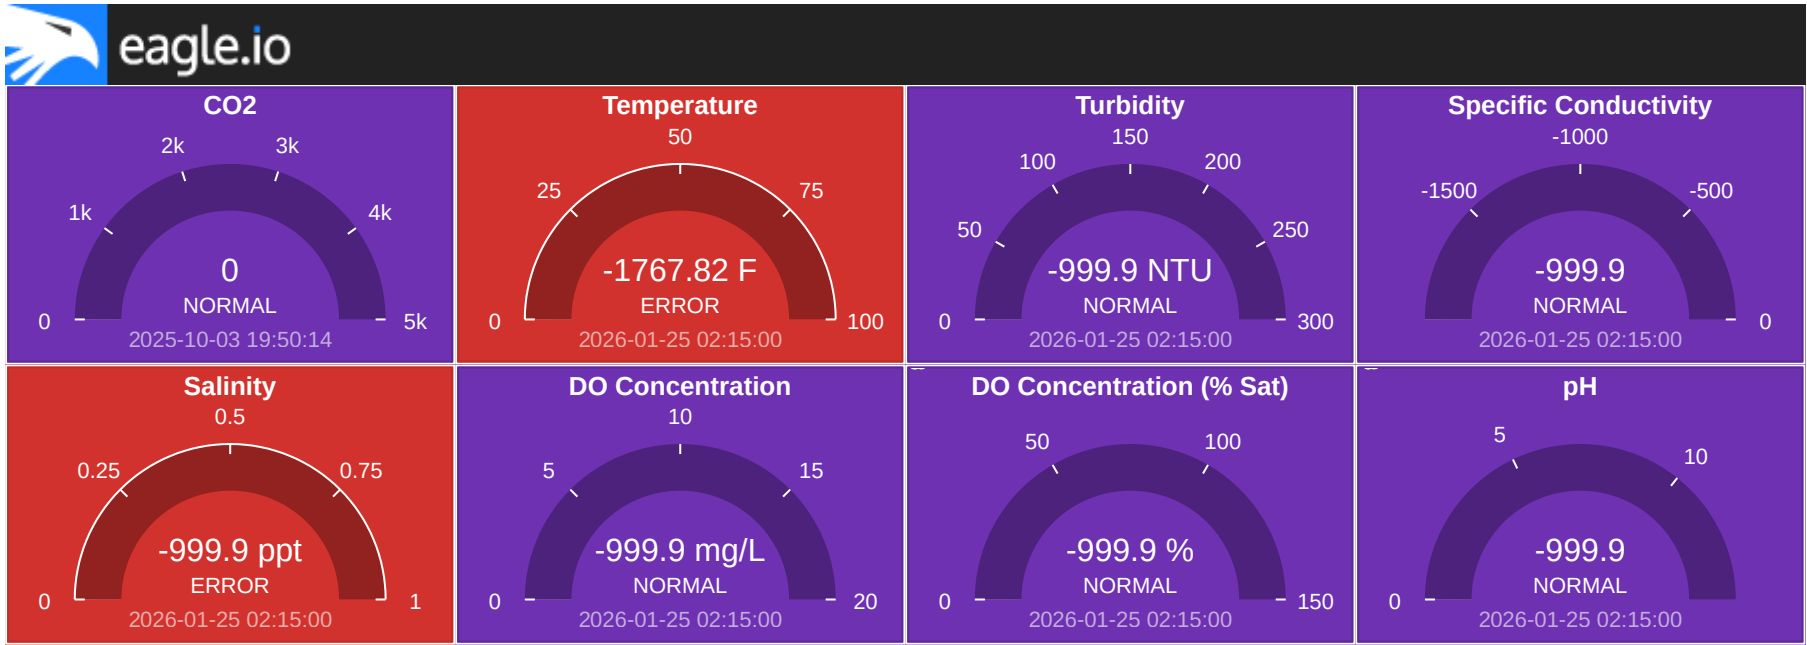 eagle.io
CO2
2k
3k
1k
4k
0
NORMAL
0
5k
2025-10-03 19:50:14
Temperature
50
25
75
-1767.82 F
ERROR
0
100
2026-01-25 02:15:00
Turbidity
150
100
200
50
250
-999.9 NTU
NORMAL
0
300
2026-01-25 02:15:00
Specific Conductivity
-1000
-1500
-500
-999.9
NORMAL
0
2026-01-25 02:15:00
Salinity
0.5
0.25
0.75
-999.9 ppt
ERROR
0
1
2026-01-25 02:15:00
DO Concentration
10
5
15
-999.9 mg/L
NORMAL
0
20
2026-01-25 02:15:00
DO Concentration (% Sat)
50
100
-999.9 %
NORMAL
0
150
2026-01-25 02:15:00
pH
5
10
-999.9
NORMAL
0
2026-01-25 02:15:00